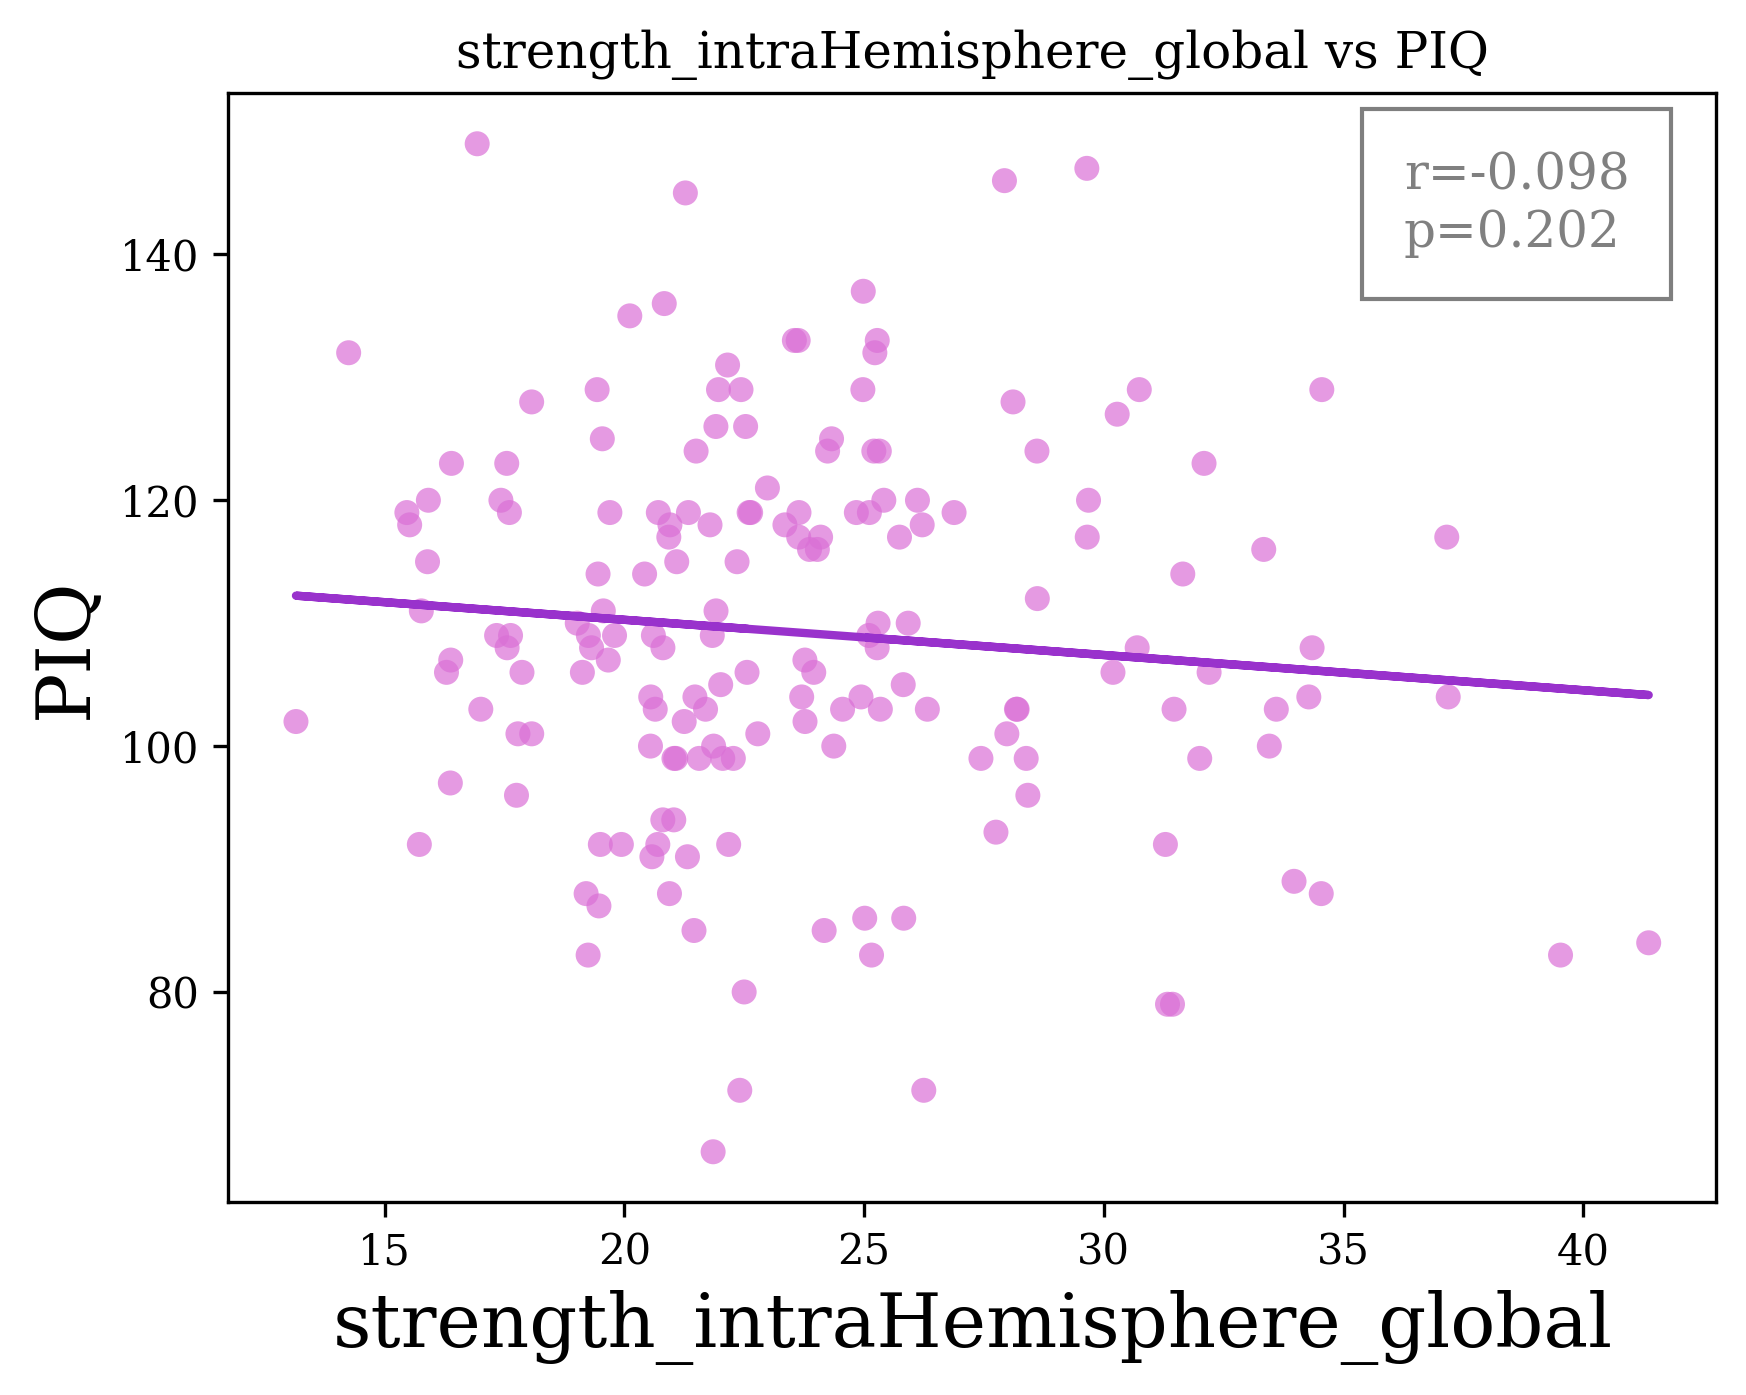 strength_intraHemisphere_global vs PIQ
r=-0.098
p=0.202
140
120
100
80
PIQ
15 20 25 30 35 40
strength_intraHemisphere_global